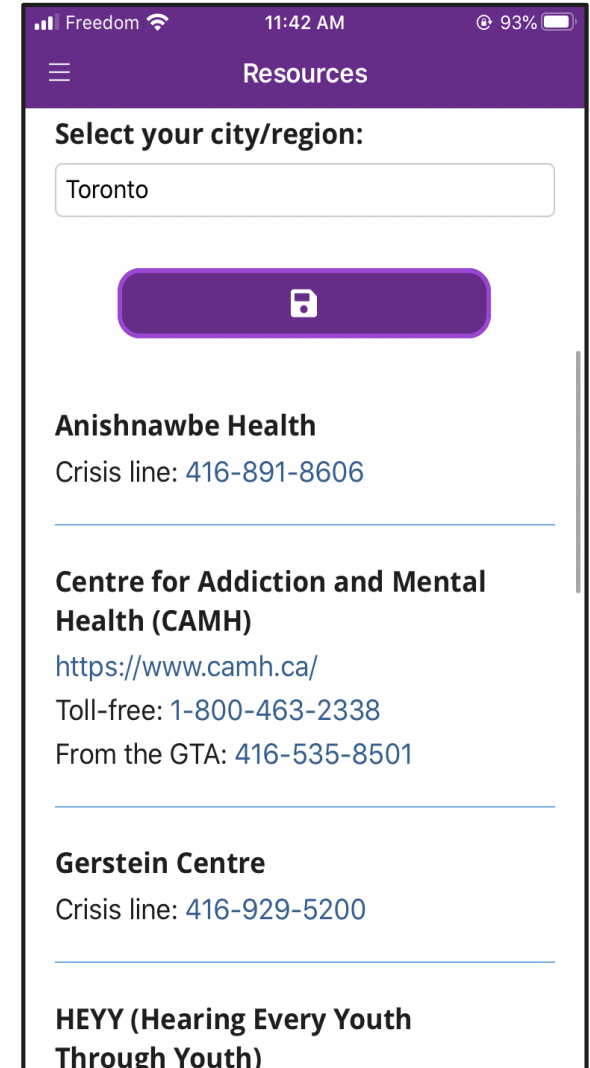 Freedom 11:42 AM 93%
Resources
Select your city/region:
Toronto
Anishnawbe Health
Crisis line: 416-891-8606
Centre for Addiction and Mental
Health (CAMH)
https://www.camh.ca/
Toll-free: 1-800-463-2338
From the GTA: 416-535-8501
Gerstein Centre
Crisis line: 416-929-5200
HEYY (Hearing Every Youth
Through Youth)